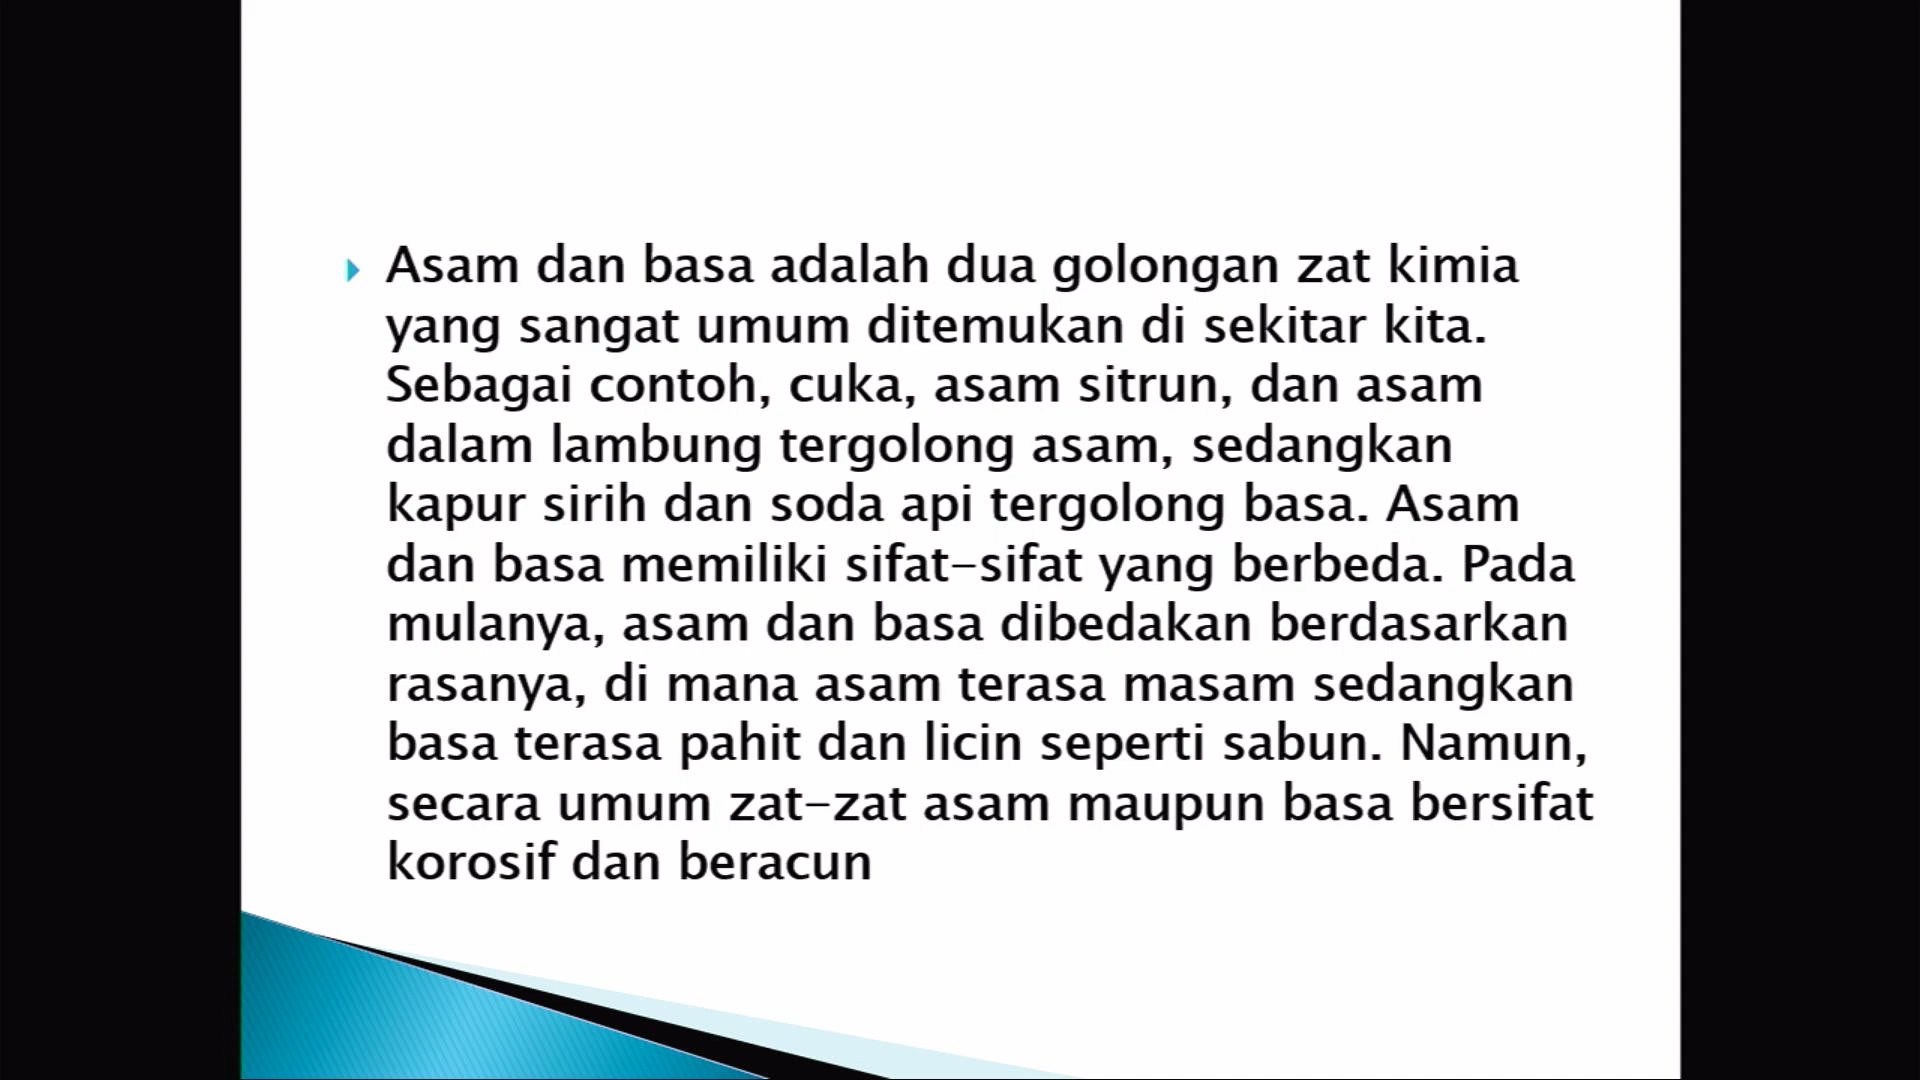 Asam dan basa adalah dua golongan zat kimia
yang sangat umum ditemukan di sekitar kita.
Sebagai contoh, cuka, asam sitrun, dan asam
dalam lambung tergolong asam, sedangkan
kapur sirih dan soda api tergolong basa. Asam
dan basa memiliki sifat-sifat yang berbeda. Pada
mulanya, asam dan basa dibedakan berdasarkan
rasanya, di mana asam terasa masam sedangkan
basa terasa pahit dan licin seperti sabun. Namun,
secara umum zat-zat asam maupun basa bersifat
korosif dan beracun